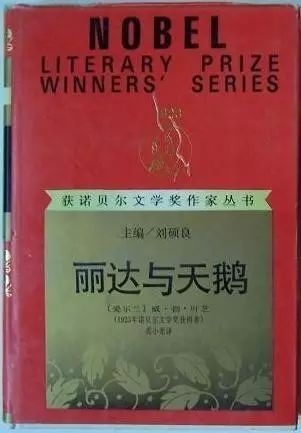 NOBEL
LITERARY PRIZE
WINNERS' SERIES
获诺贝尔文学奖作家丛书
主编／刘硕良
丽达与天鹅
〔爱尔兰〕威·勃·叶芝
(1923年诺贝尔文学奖获得者)
裘小龙译